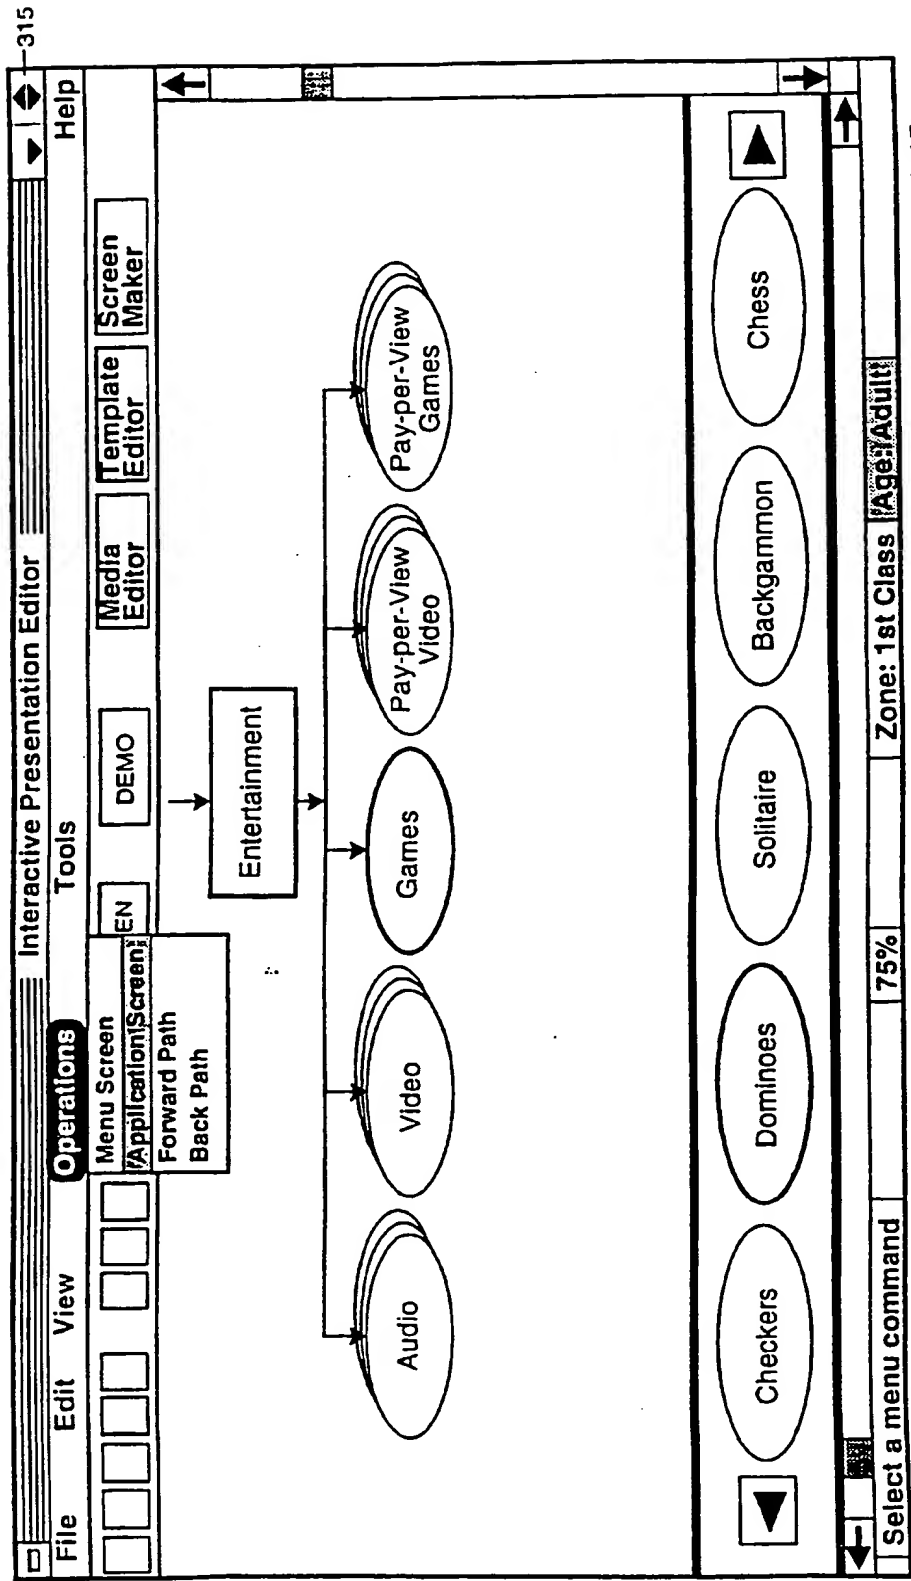 315
Interactive Presentation Editor
File Edit View Operations Tools Help
EN DEMO
Media Editor
Template Editor
Screen Maker
Menu Screen
Application Screen
Forward Path
Back Path
Entertainment
Audio
Video
Games
Pay-per-View
Video
Pay-per-View
Games
Checkers Dominoes Solitaire Backgammon Chess
Select a menu command 75% Zone: 1st Class Age: Adult